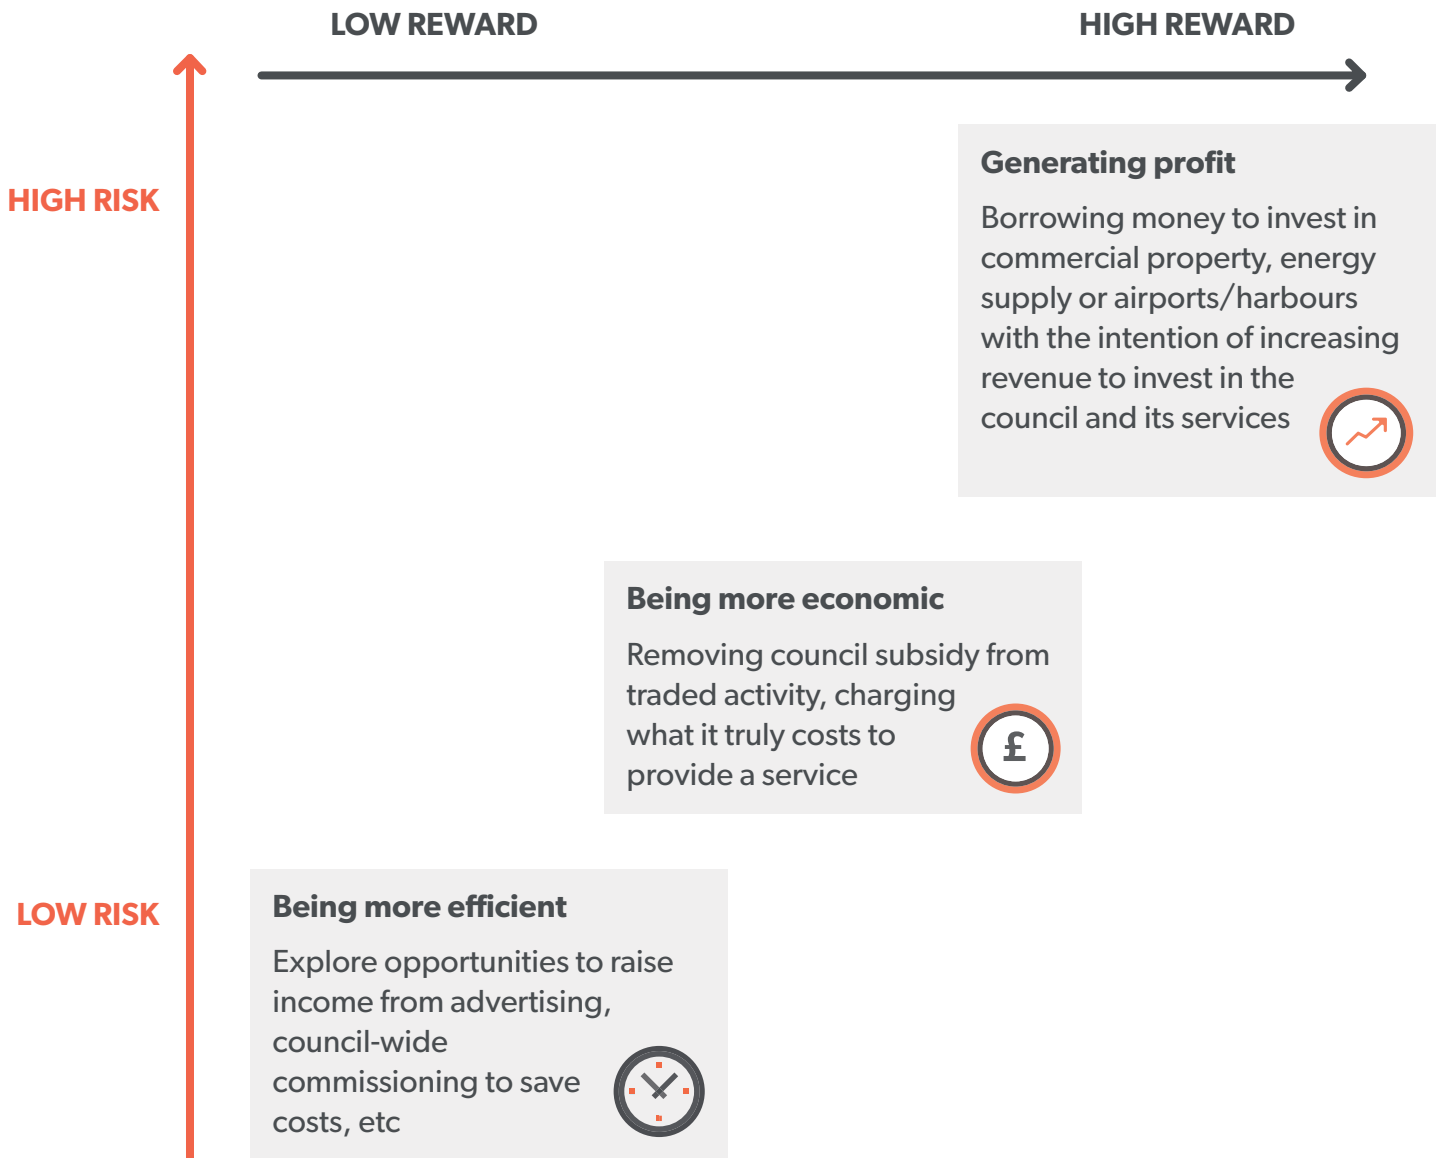 LOW REWARD
HIGH REWARD
HIGH RISK
Generating profit
Borrowing money to invest in
commercial property, energy
supply or airports/harbours
with the intention of increasing
revenue to invest in the
council and its services
Being more economic
Removing council subsidy from
traded activity, charging
what it truly costs to
provide a service
£
LOW RISK
Being more efficient
Explore opportunities to raise
income from advertising,
council-wide
commissioning to save
costs, etc